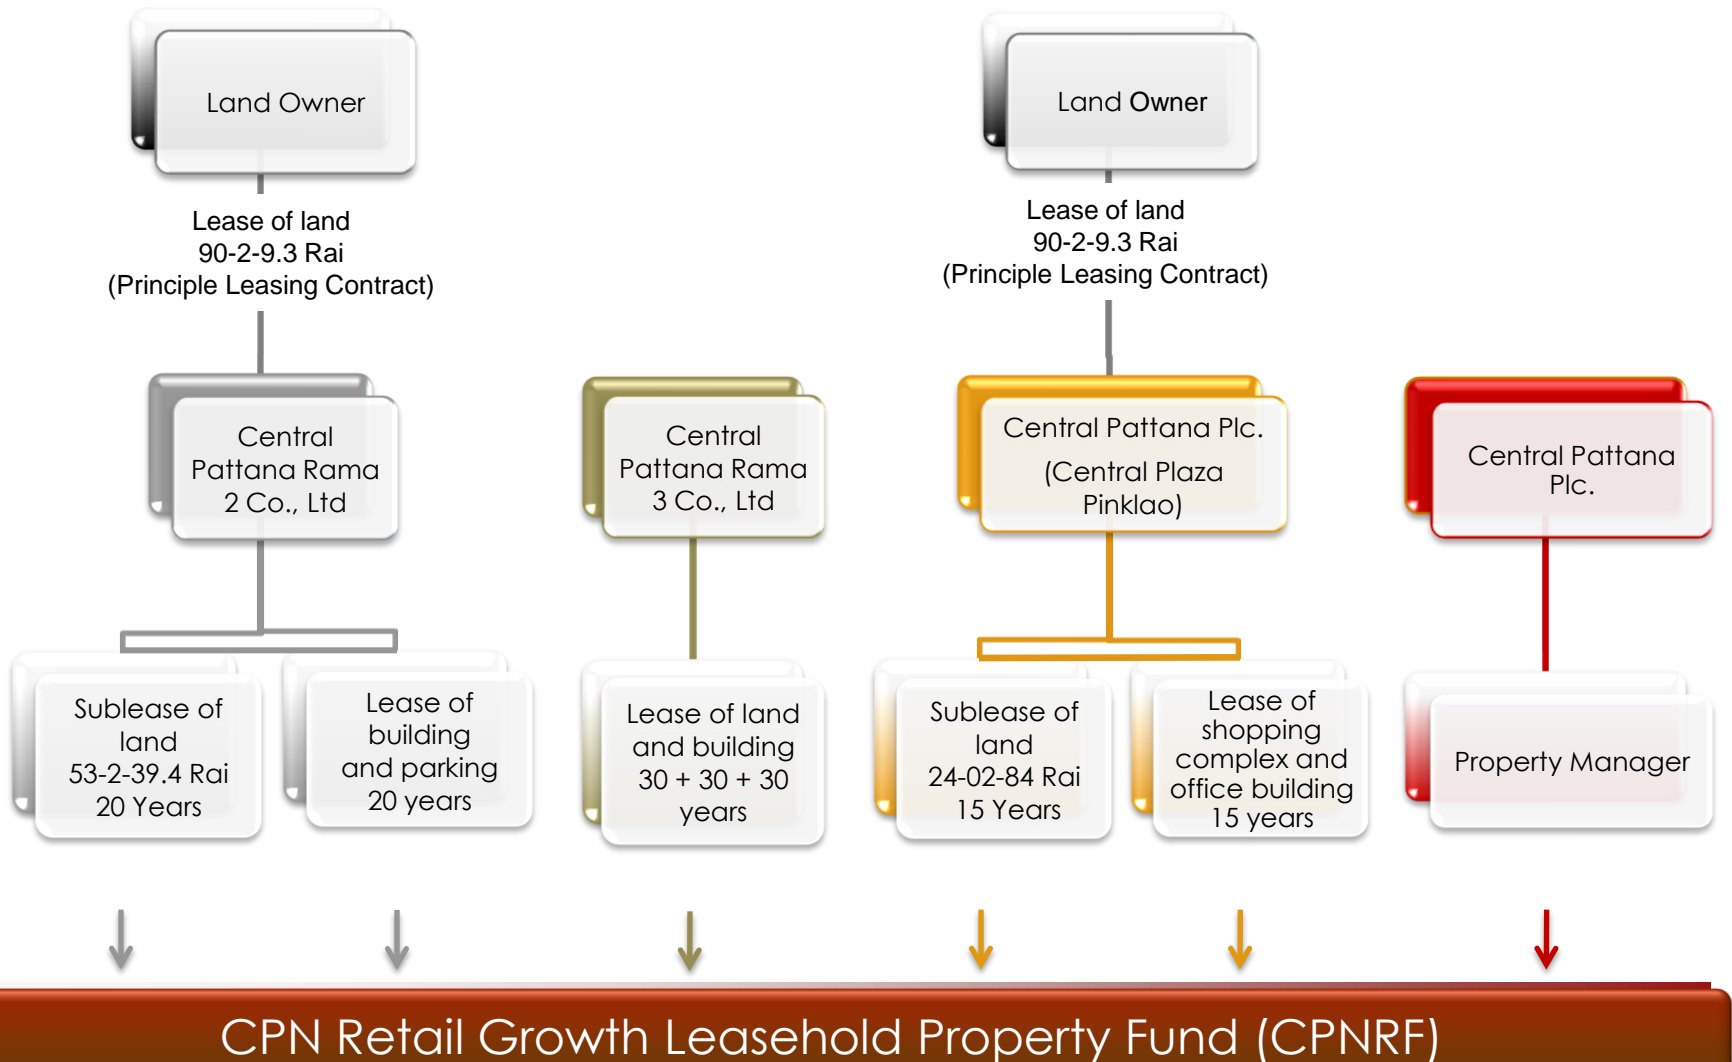 Land Owner
Lease of land
90-2-9.3 Rai
(Principle Leasing Contract)
Land Owner
Lease of land
90-2-9.3 Rai
(Principle Leasing Contract)
Central
Pattana Rama
2 Co., Ltd
Central
Pattana Rama
3 Co., Ltd
Central Pattana Plc.
(Central Plaza
Pinklao)
Central Pattana
Plc.
Sublease of
land
53-2-39.4 Rai
20 Years
Lease of
building
and parking
20 years
Lease of land
and building
30 + 30 + 30
years
Sublease of
land
24-02-84 Rai
15 Years
Lease of
shopping
complex and
office building
15 years
Property Manager
CPN Retail Growth Leasehold Property Fund (CPNRF)